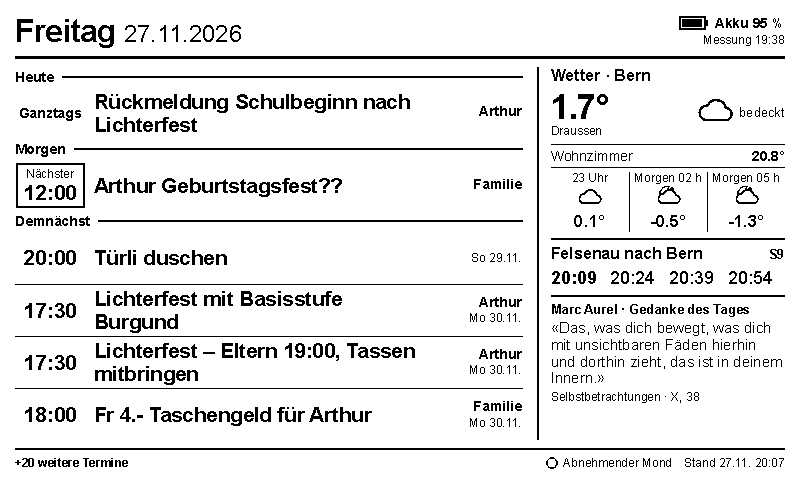 Freitag 27.11.2026
Akku 95 %
Messung 19:38
Heute
Ganztags
Rückmeldung Schulbeginn nach
Lichterfest
Arthur
Morgen
Nächster
12:00
Arthur Geburtstagsfest??
Familie
Demnächst
20:00
Türli duschen
So 29.11.
17:30
Lichterfest mit Basisstufe
Burgund
Arthur
Mo 30.11.
17:30
Lichterfest – Eltern 19:00, Tassen
mitbringen
Arthur
Mo 30.11.
18:00
Fr 4.- Taschengeld für Arthur
Familie
Mo 30.11.
+20 weitere Termine
Wetter · Bern
1.7°
Draussen
bedeckt
Wohnzimmer 20.8°
23 Uhr Morgen 02 h Morgen 05 h
0.1° -0.5° -1.3°
Felsenau nach Bern S9
20:09 20:24 20:39 20:54
Marc Aurel · Gedanke des Tages
«Das, was dich bewegt, was dich
mit unsichtbaren Fäden hierhin
und dorthin zieht, das ist in deinem
Innern.»
Selbstbetrachtungen · X, 38
Abnehmender Mond Stand 27.11. 20:07